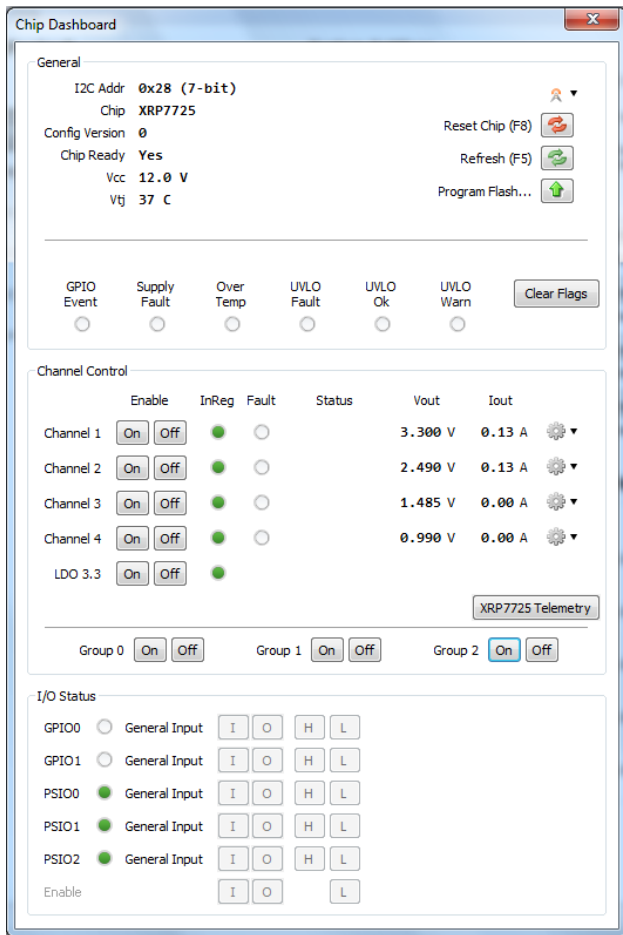 Chip Dashboard
General
I2C Addr 0x28 (7-bit)
Chip XRP7725
Config Version 0
Chip Ready Yes
Vcc 12.0 V
Vtj 37 C
Reset Chip (F8)
Refresh (F5)
Program Flash...
GPIO Event Supply Fault Over Temp UVLO Fault UVLO Ok UVLO Warn Clear Flags
Channel Control
Enable InReg Fault Status Vout Iout
Channel 1 On Off 3.300 V 0.13 A
Channel 2 On Off 2.490 V 0.13 A
Channel 3 On Off 1.485 V 0.00 A
Channel 4 On Off 0.990 V 0.00 A
LDO 3.3 On Off
XRP7725 Telemetry
Group 0 On Off Group 1 On Off Group 2 On Off
I/O Status
GPIO0 General Input I O H L
GPIO1 General Input I O H L
PSIO0 General Input I O H L
PSIO1 General Input I O H L
PSIO2 General Input I O H L
Enable I O L